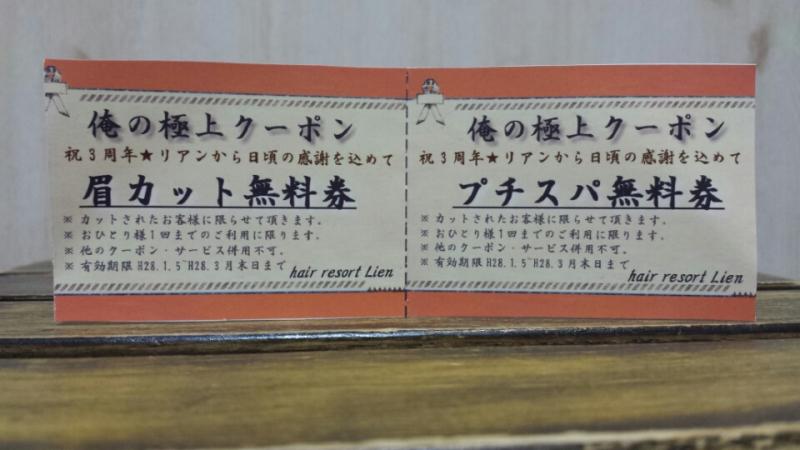 俺の極上クーポン
祝3周年★リアンから日頃の感謝を込めて
眉カット無料券
※ カットされたお客様に限らせて頂きます。
※ おひとり様1回までのご利用に限ります。
※ 他のクーポン・サービス併用不可。
※ 有効期限H28.1.5~H28.3月末日まで
hair resort Lien
俺の極上クーポン
祝3周年★リアンから日頃の感謝を込めて
プチスパ無料券
※ カットされたお客様に限らせて頂きます。
※ おひとり様1回までのご利用に限ります。
※ 他のクーポン・サービス併用不可。
※ 有効期限H28.1.5~H28.3月末日まで
hair resort Lien